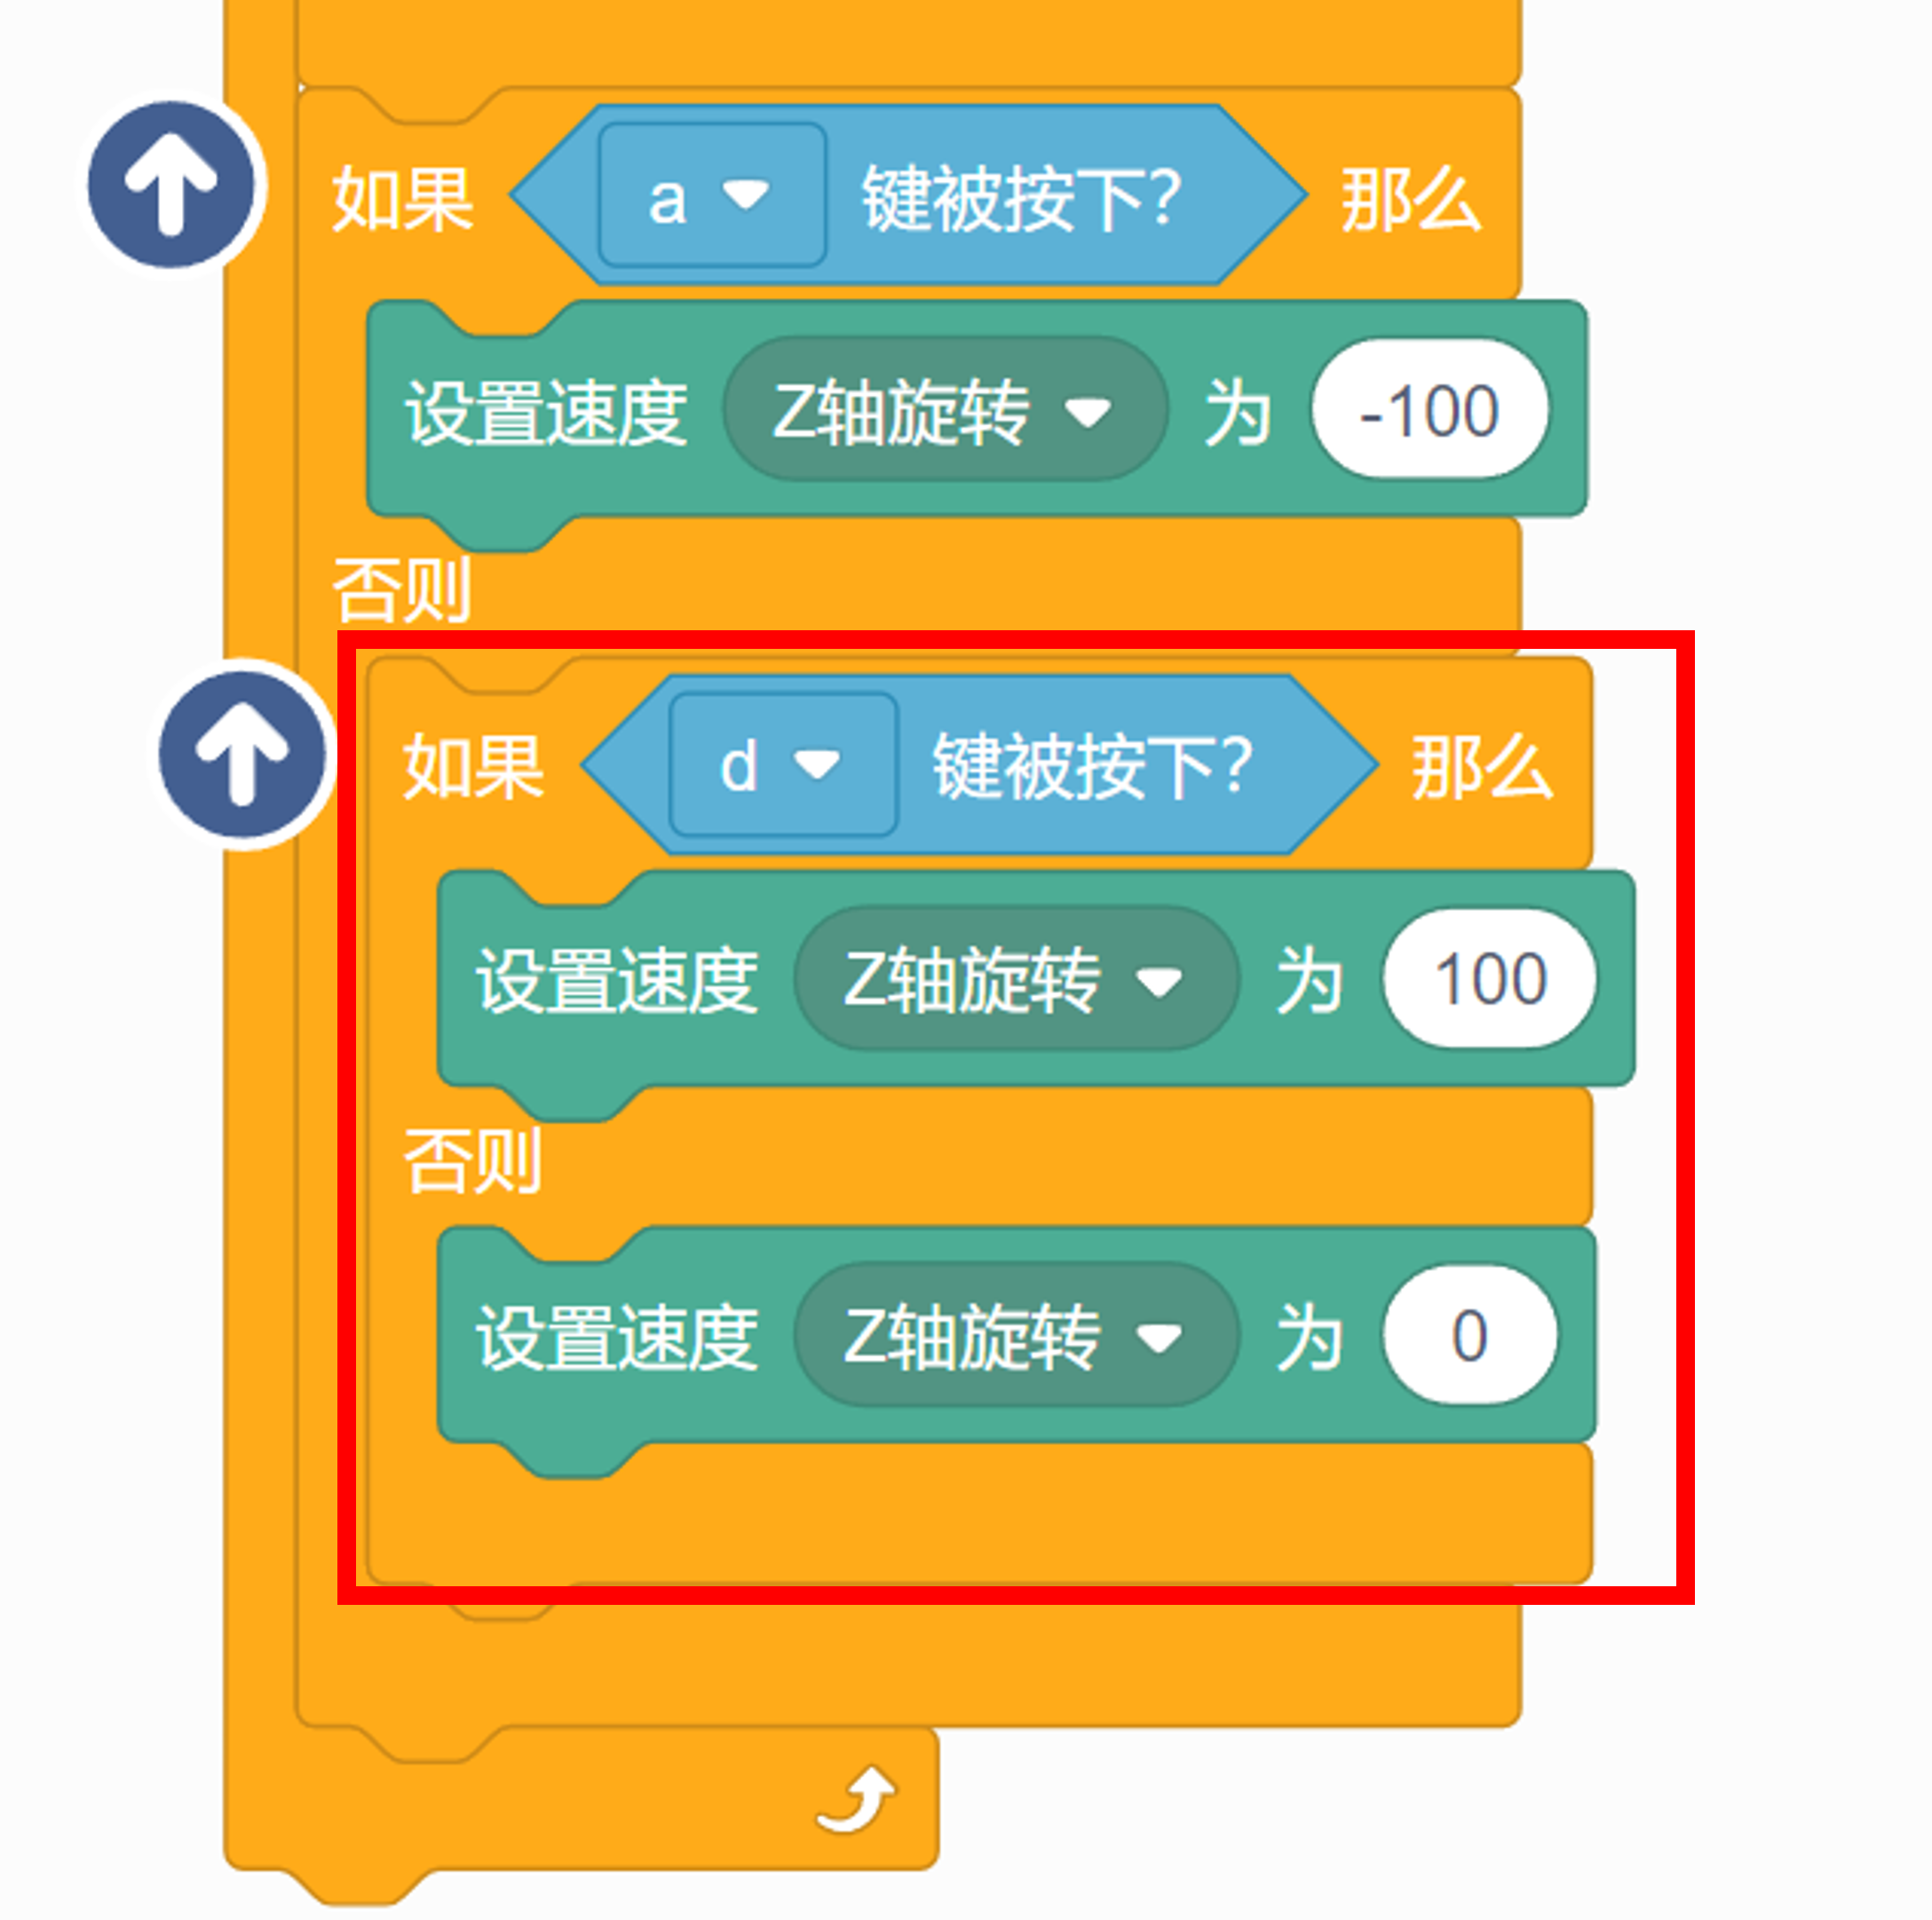 如果 a 键被按下? 那么
设置速度 Z轴旋转 为 -100
否则
如果 d 键被按下? 那么
设置速度 Z轴旋转 为 100
否则
设置速度 Z轴旋转 为 0